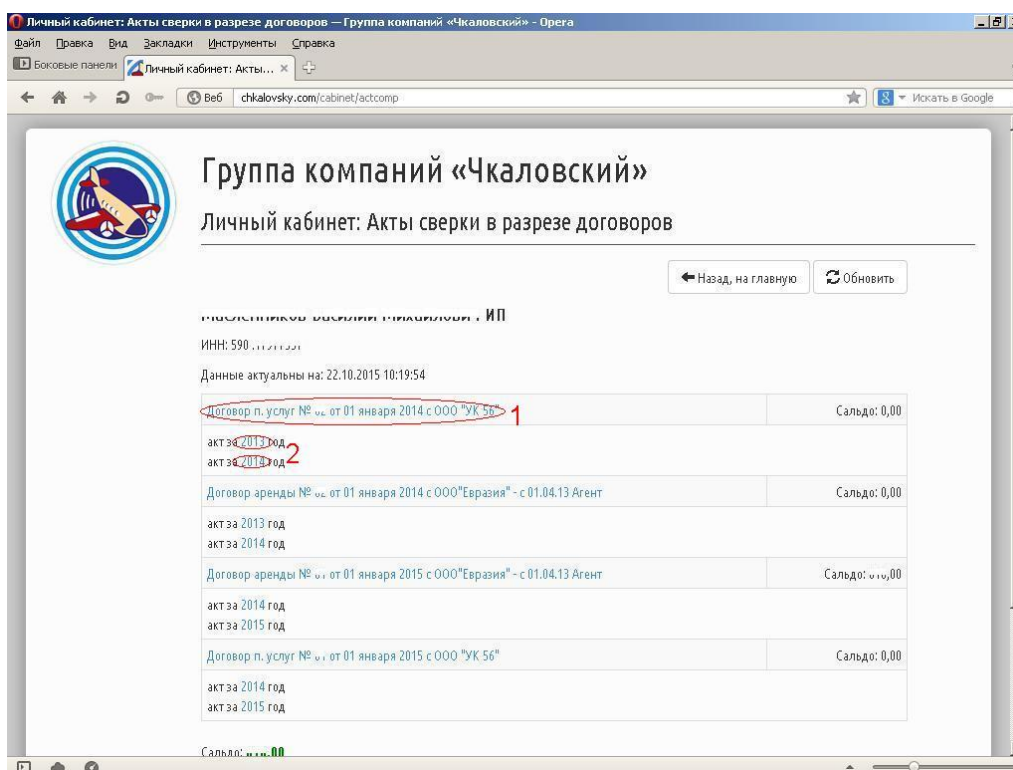 Личный кабинет: Акты сверки в разрезе договоров — Группа компаний «Чкаловский» - Opera
Файл Правка Вид Закладки Инструменты Справка
Боковые панели Личный кабинет: Акты...
Веб chkalovsky.com/cabinet/actcomp Искать в Google
Группа компаний «Чкаловский»
Личный кабинет: Акты сверки в разрезе договоров
Назад, на главную Обновить
ИП
ИНН: 590
Данные актуальны на: 22.10.2015 10:19:54
Договор п. услуг № от 01 января 2014 с ООО "УК 56" 1 Сальдо: 0,00
акт за 2013 год
акт за 2014 год 2
Договор аренды № от 01 января 2014 с ООО"Евразия" - с 01.04.13 Агент Сальдо: 0,00
акт за 2013 год
акт за 2014 год
Договор аренды № от 01 января 2015 с ООО"Евразия" - с 01.04.13 Агент Сальдо: ,00
акт за 2014 год
акт за 2015 год
Договор п. услуг № от 01 января 2015 с ООО "УК 56" Сальдо: 0,00
акт за 2014 год
акт за 2015 год
Сальдо: ,00